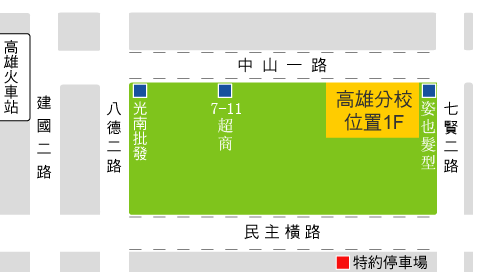 高雄火車站
建國二路
八德二路
中山一路
光南批發
7-11
超商
高雄分校
位置1F
姿也髮型
七賢二路
民主橫路
特約停車場